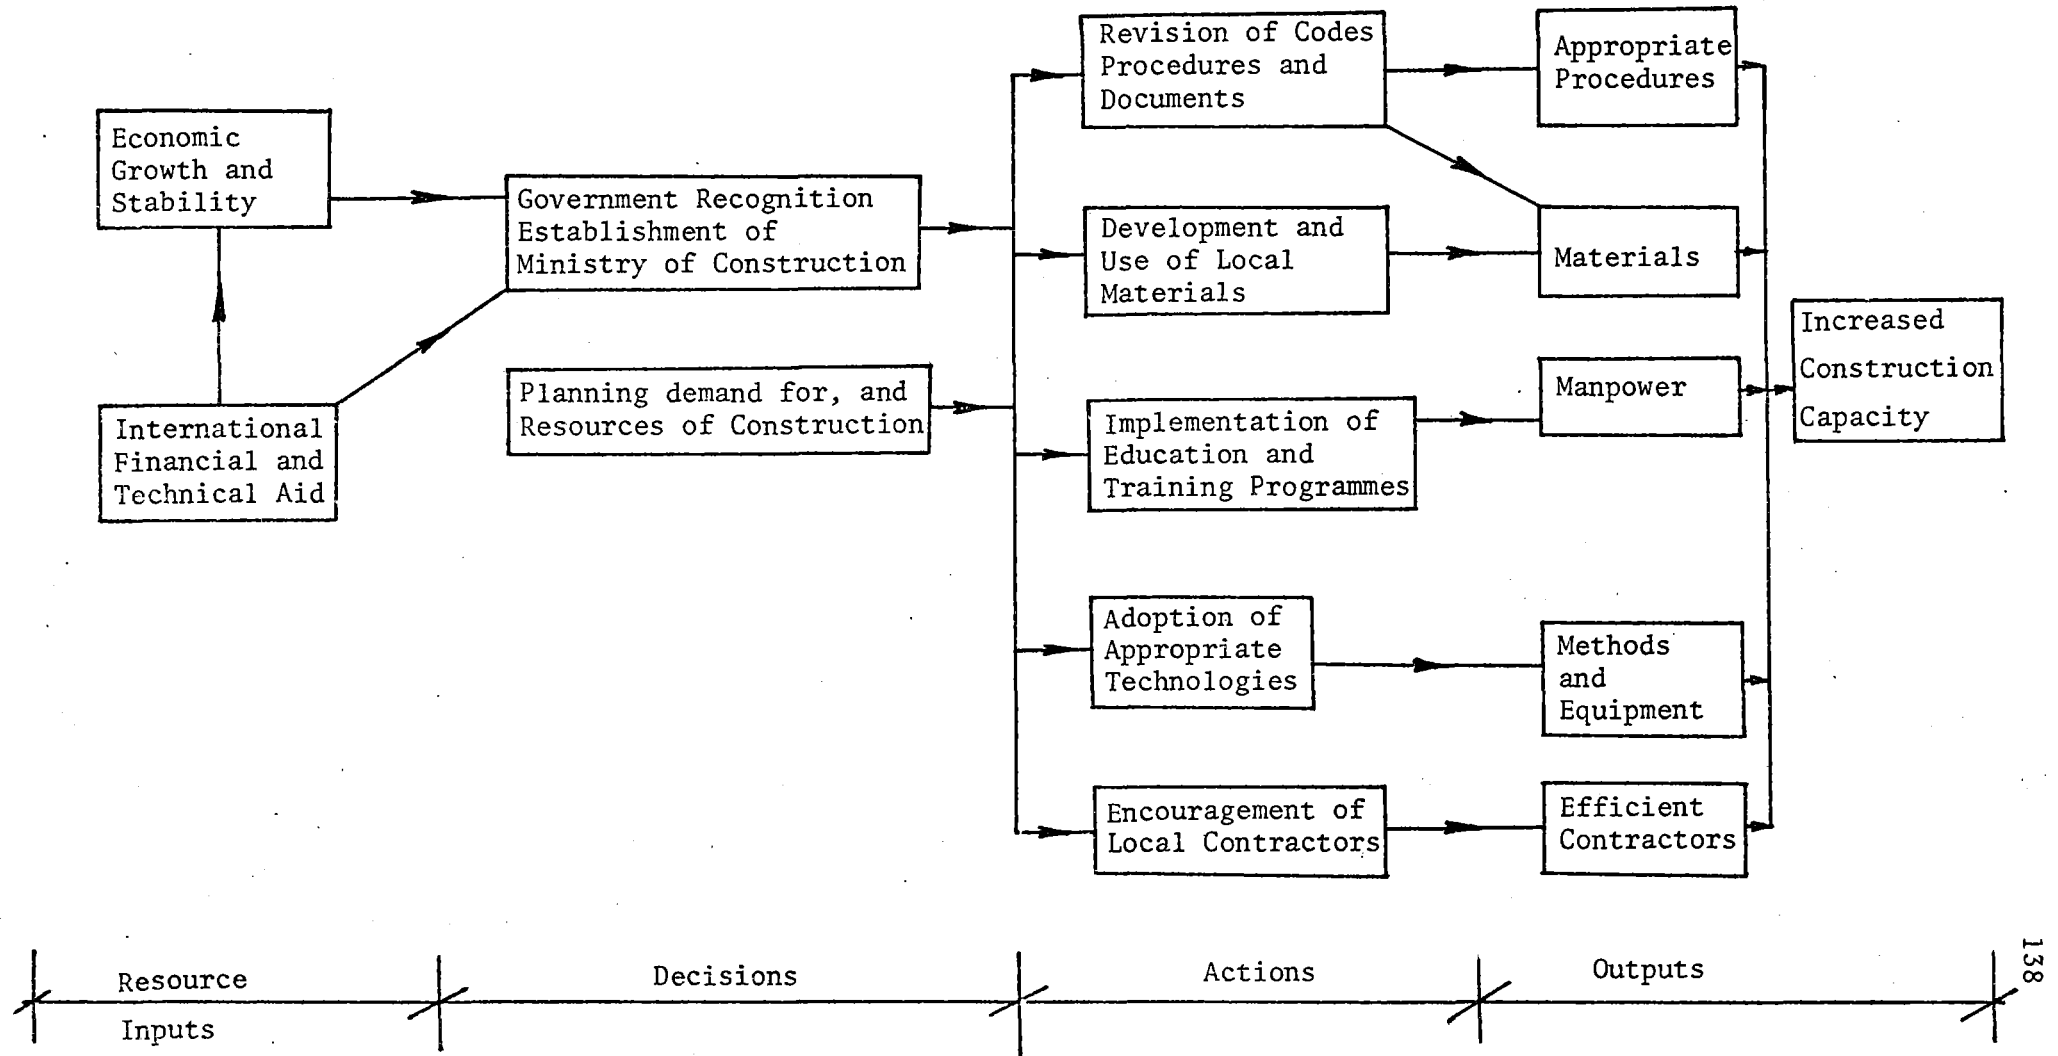 Economic
Growth and
Stability
International
Financial and
Technical Aid
Government Recognition
Establishment of
Ministry of Construction
Planning demand for, and
Resources of Construction
Revision of Codes
Procedures and
Documents
Development and
Use of Local
Materials
Implementation of
Education and
Training Programmes
Adoption of
Appropriate
Technologies
Encouragement of
Local Contractors
Appropriate
Procedures
Materials
Manpower
Methods
and
Equipment
Efficient
Contractors
Increased
Construction
Capacity
Resource
Inputs
Decisions
Actions
Outputs
138